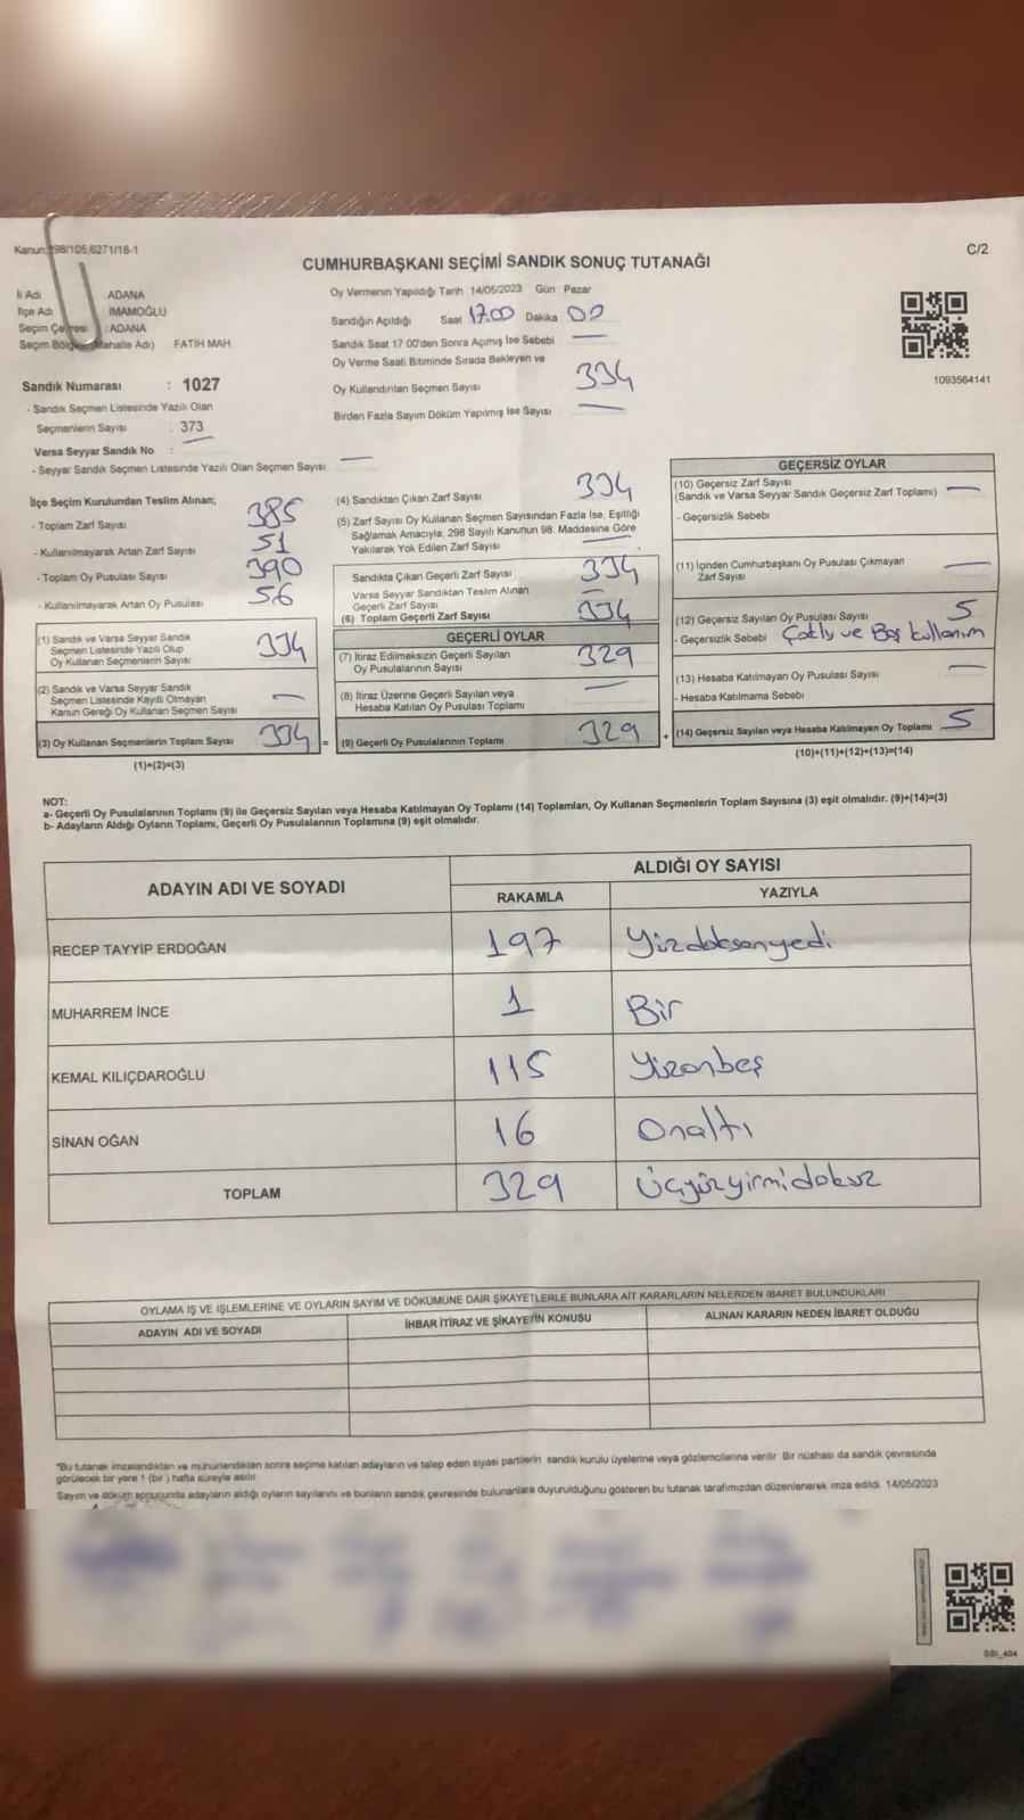 Kanun: 298/105,6271/16-1
C/2
CUMHURBAŞKANI SEÇİMİ SANDIK SONUÇ TUTANAĞI
İl Adı : ADANA
İlçe Adı : İMAMOĞLU
Seçim Çevresi : ADANA
Seçim Bölgesi (Mahalle Adı) FATİH MAH.
Sandık Numarası : 1027
- Sandık Seçmen Listesinde Yazılı Olan
Seçmenlerin Sayısı : 373
Varsa Seyyar Sandık No :
- Seyyar Sandık Seçmen Listesinde Yazılı Olan Seçmen Sayısı —
Oy Vermenin Yapıldığı Tarih 14/05/2023 Gün Pazar
Sandığın Açıldığı Saat 17.00 Dakika 00
Sandık Saat 17 00'den Sonra Açımış İse Sebebi —
Oy Verme Saati Bitiminde Sırada Bekleyen ve
Oy Kullandırılan Seçmen Sayısı 334
Birden Fazla Sayım Döküm Yapılmış İse Sayısı —
1093564141
İlçe Seçim Kurulundan Teslim Alınan;
- Toplam Zarf Sayısı 385
- Kullanılmayarak Artan Zarf Sayısı 51
- Toplam Oy Pusulası Sayısı 390
- Kullanılmayarak Artan Oy Pusulası 56
(1) Sandık ve Varsa Seyyar Sandık
Seçmen Listesinde Yazılı Olup
Oy Kullanan Seçmenlerin Sayısı 334
(2) Sandık ve Varsa Seyyar Sandık
Seçmen Listesinde Kayıtlı Olmayan
Kanun Gereği Oy Kullanan Seçmen Sayısı —
(3) Oy Kullanan Seçmenlerin Toplam Sayısı 334 =
(1)+(2)=(3)
(4) Sandıktan Çıkan Zarf Sayısı 334
(5) Zarf Sayısı Oy Kullanan Seçmen Sayısından Fazla İse, Eşitliği
Sağlamak Amacıyla, 298 Sayılı Kanunun 98. Maddesine Göre
Yakılarak Yok Edilen Zarf Sayısı —
Sandıkta Çıkan Geçerli Zarf Sayısı 334
Varsa Seyyar Sandıktan Teslim Alınan
Geçerli Zarf Sayısı —
(6) Toplam Geçerli Zarf Sayısı 334
GEÇERLİ OYLAR
(7) İtiraz Edilmeksizin Geçerli Sayılan
Oy Pusulalarının Sayısı 329
(8) İtiraz Üzerine Geçerli Sayılan veya
Hesaba Katılan Oy Pusulası Toplamı —
(9) Geçerli Oy Pusulalarının Toplamı 329 +
GEÇERSİZ OYLAR
(10) Geçersiz Zarf Sayısı
(Sandık ve Varsa Seyyar Sandık Geçersiz Zarf Toplamı) —
- Geçersizlik Sebebi
(11) İçinden Cumhurbaşkanı Oy Pusulası Çıkmayan
Zarf Sayısı —
(12) Geçersiz Sayılan Oy Pusulası Sayısı 5
- Geçersizlik Sebebi Çoklu ve Boş kullanım
(13) Hesaba Katılmayan Oy Pusulası Sayısı —
- Hesaba Katılmama Sebebi
(14) Geçersiz Sayılan veya Hesaba Katılmayan Oy Toplamı 5
(10)+(11)+(12)+(13)=(14)
NOT:
a- Geçerli Oy Pusulalarının Toplamı (9) ile Geçersiz Sayılan veya Hesaba Katılmayan Oy Toplamı (14) Toplamları, Oy Kullanan Seçmenlerin Toplam Sayısına (3) eşit olmalıdır. (9)+(14)=(3)
b- Adayların Aldığı Oyların Toplamı, Geçerli Oy Pusulalarının Toplamına (9) eşit olmalıdır.
ADAYIN ADI VE SOYADI
ALDIĞI OY SAYISI
RAKAMLA YAZIYLA
RECEP TAYYİP ERDOĞAN 197 Yüzdoksanyedi
MUHARREM İNCE 1 Bir
KEMAL KILIÇDAROĞLU 115 Yüzonbeş
SİNAN OĞAN 16 Onaltı
TOPLAM 329 Üçyüzyirmidokuz
OYLAMA İŞ VE İŞLEMLERİNE VE OYLARIN SAYIM VE DÖKÜMÜNE DAİR ŞİKAYETLERLE BUNLARA AİT KARARLARIN NELERDEN İBARET BULUNDUKLARI
ADAYIN ADI VE SOYADI İHBAR İTİRAZ VE ŞİKAYETİN KONUSU ALINAN KARARIN NEDEN İBARET OLDUĞU
"Bu tutanak imzalandıktan ve mühürlendikten sonra seçime katılan adayların ve talep eden siyasi partilerin sandık kurulu üyelerine veya gözlemcilerine verilir. Bir nüshası da sandık çevresinde
görülecek bir yere 1 (bir ) hafta süreyle asılır
Sayım ve döküm sonucunda adayların aldığı oyların sayılarını ve bunların sandık çevresinde bulunanlara duyurulduğunu gösteren bu tutanak tarafımızdan düzenlenerek imza edildi. 14/05/2023